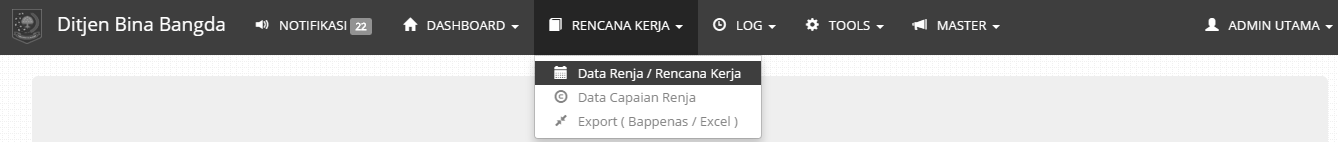 Ditjen Bina Bangda NOTIFIKASI 22 DASHBOARD RENCANA KERJA LOG TOOLS MASTER ADMIN UTAMA
Data Renja / Rencana Kerja
Data Capaian Renja
Export ( Bappenas / Excel )